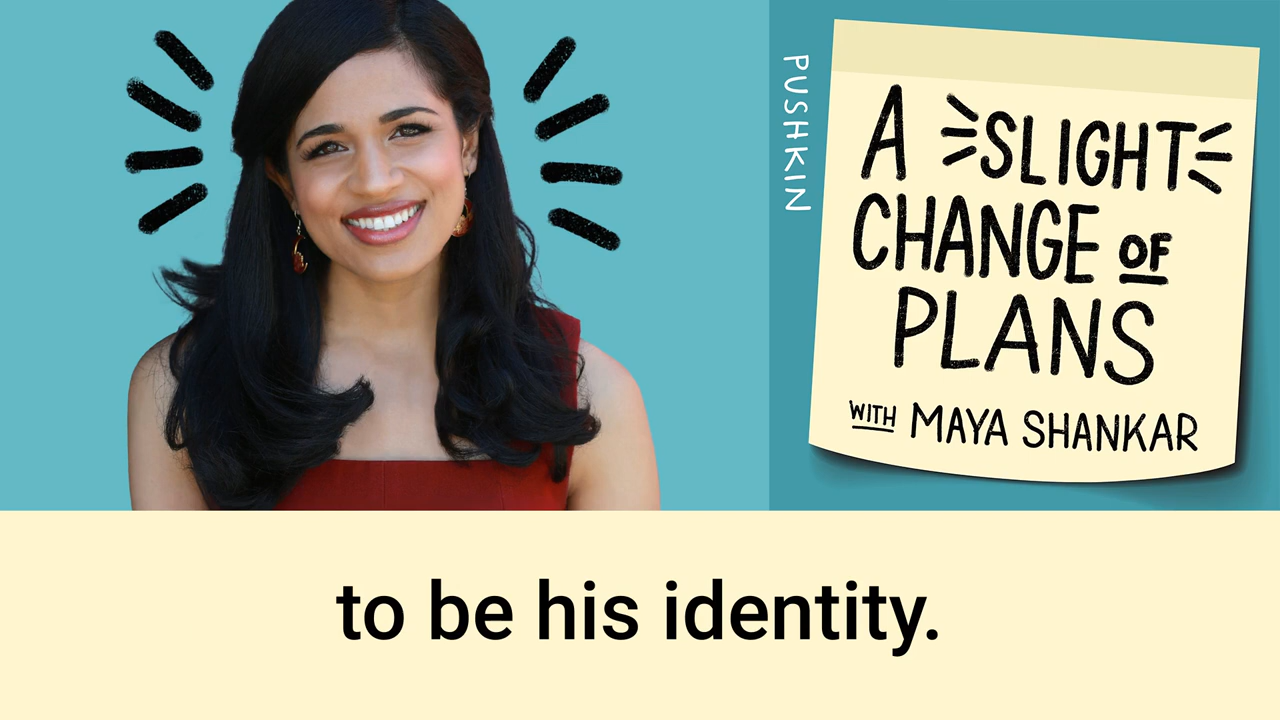 PUSHKIN
A SLIGHT
CHANGE OF
PLANS
WITH MAYA SHANKAR
to be his identity.